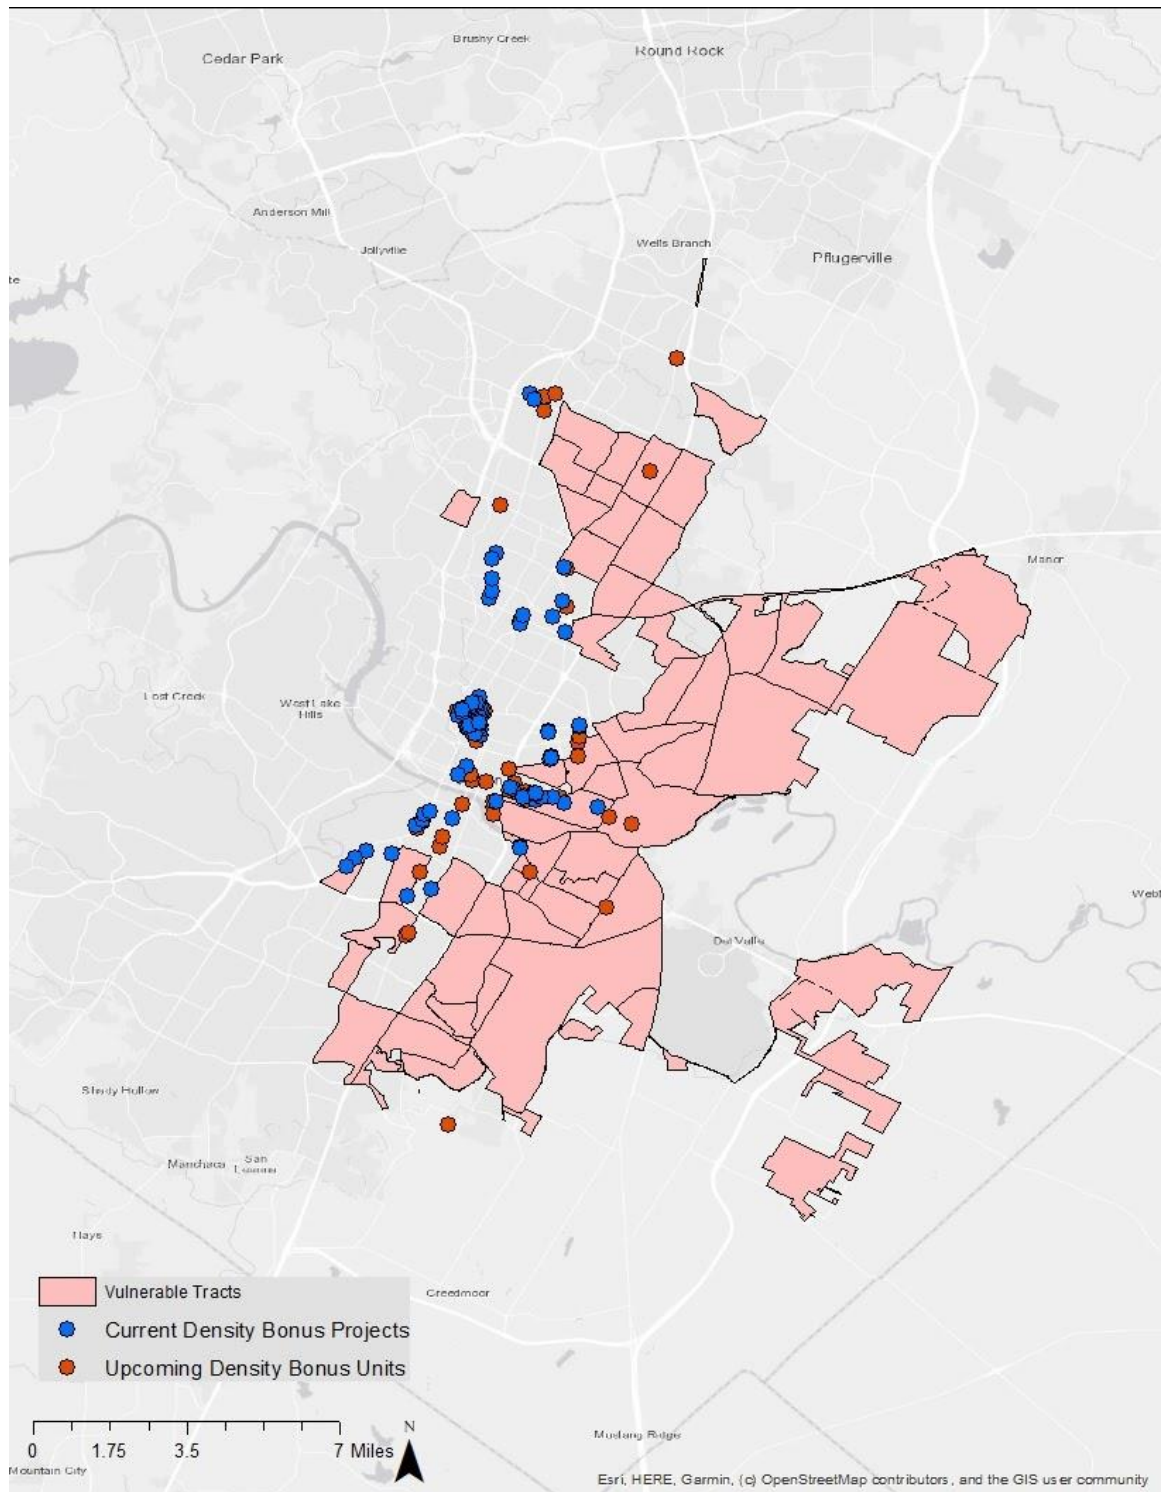 Brushy Creek
Round Rock
Cedar Park
Anderson Mill
Jollyville
Wells Branch
Pflugerville
te
Manor
Lost Creek
West Lake
Hills
Webb
Del Valle
Shady Hollow
Manchaca
San
Leanna
Hays
Creedmoor
Vulnerable Tracts
Current Density Bonus Projects
Upcoming Density Bonus Units
N
0 1.75 3.5 7 Miles
Mustang Ridge
Mountain City
Esri, HERE, Garmin, (c) OpenStreetMap contributors, and the GIS user community